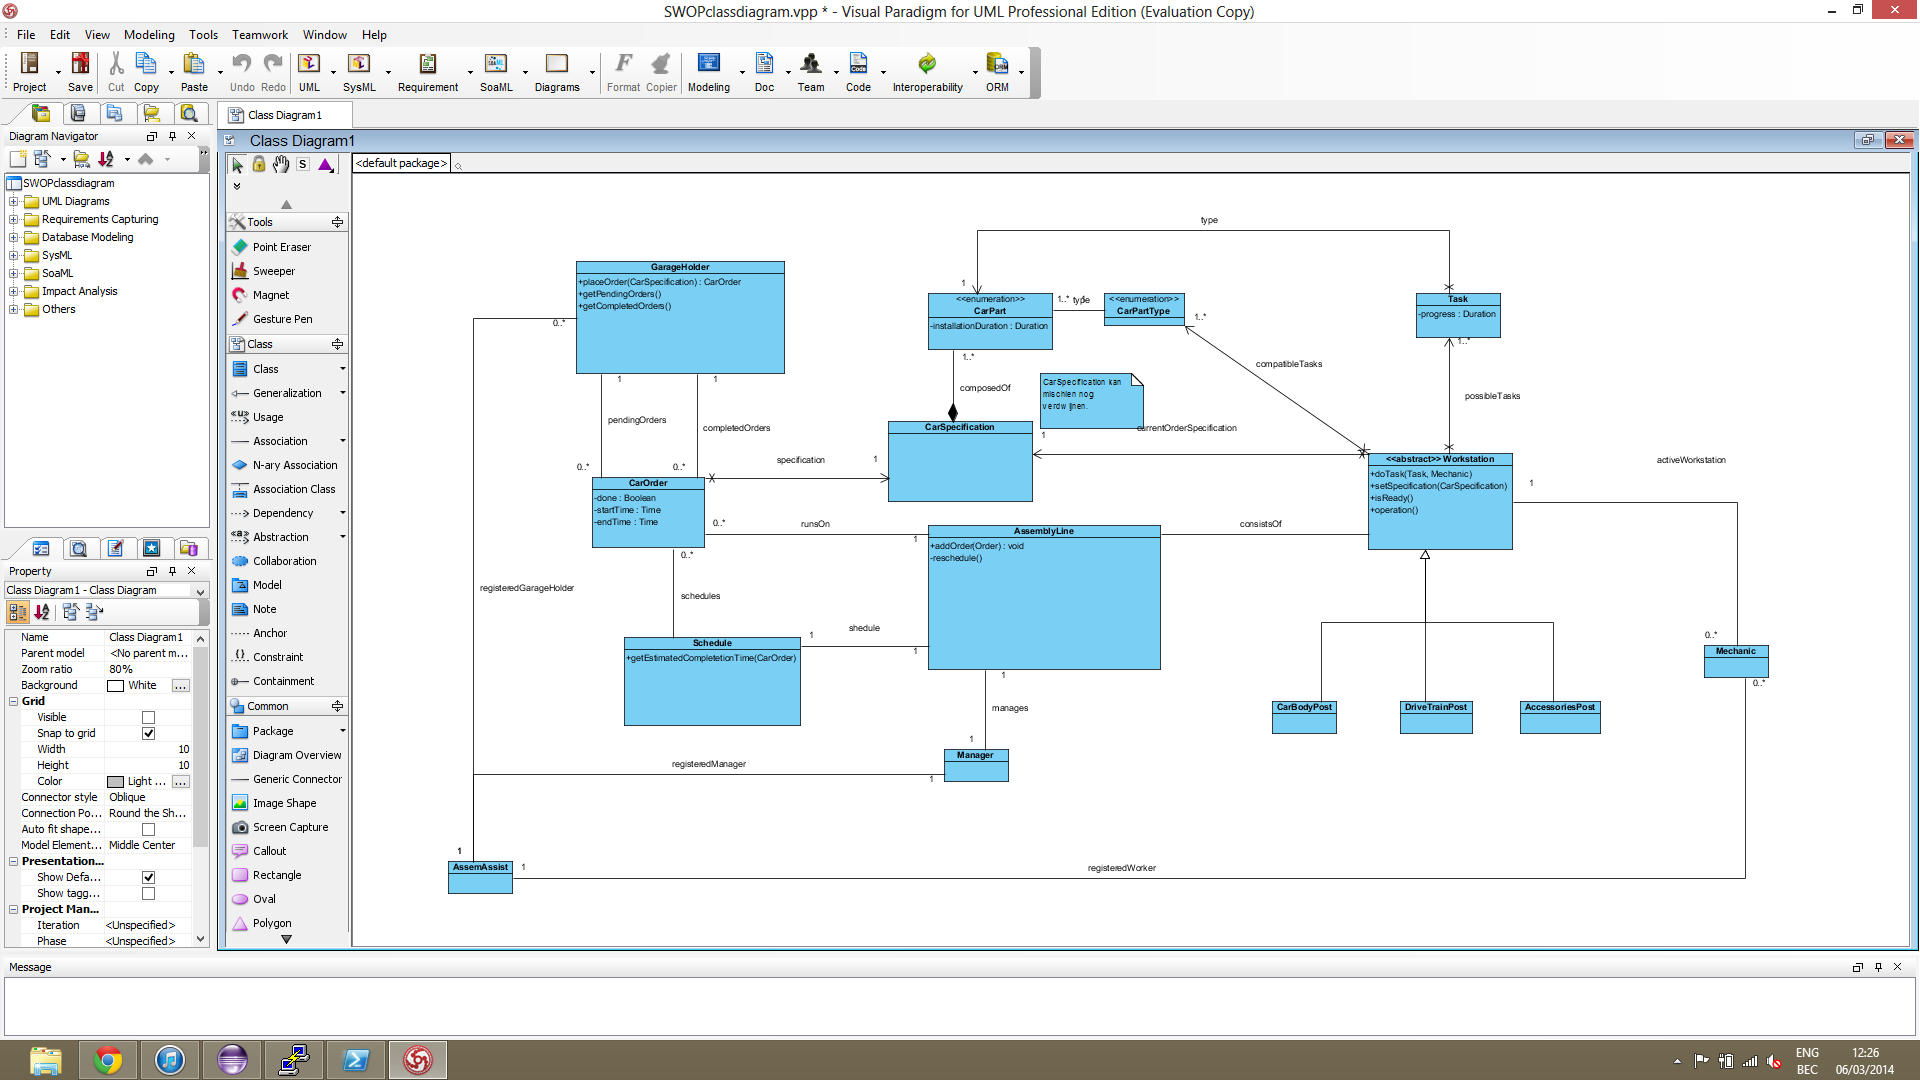 SWOPclassdiagram.vpp * - Visual Paradigm for UML Professional Edition (Evaluation Copy)
File Edit View Modeling Tools Teamwork Window Help
Project Save Cut Copy Paste Undo Redo UML SysML Requirement SoaML Diagrams Format Copier Modeling Doc Team Code Interoperability ORM
Class Diagram1
Diagram Navigator
SWOPclassdiagram
UML Diagrams
Requirements Capturing
Database Modeling
SysML
SoaML
Impact Analysis
Others
Property
Class Diagram1 - Class Diagram
Name Class Diagram1
Parent model <No parent m...
Zoom ratio 80%
Background White ...
Grid
Visible
Snap to grid
Width 10
Height 10
Color Light ... ...
Connector style Oblique
Connection Po... Round the Sh...
Auto fit shape...
Model Element... Middle Center
Presentation...
Show Defa...
Show tagg...
Project Man...
Iteration <Unspecified>
Phase <Unspecified>
Class Diagram1
<default package>
S
Tools
Point Eraser
Sweeper
Magnet
Gesture Pen
Class
Class
Generalization
Usage
Association
N-ary Association
Association Class
Dependency
Abstraction
Collaboration
Model
Note
Anchor
Constraint
Containment
Common
Package
Diagram Overview
Generic Connector
Image Shape
Screen Capture
Callout
Rectangle
Oval
Polygon
type
1
GarageHolder
+placeOrder(CarSpecification) : CarOrder
+getPendingOrders()
+getCompletedOrders()
0..*
1
1
pendingOrders
completedOrders
0..*
0..*
<<enumeration>>
CarPart
-installationDuration : Duration
1..* type
<<enumeration>>
CarPartType
1..*
Task
-progress : Duration
1..*
1..*
composedOf
CarSpecification kan
mischien nog
verdwijnen.
compatibleTasks
possibleTasks
CarSpecification
1
currentOrderSpecification
specification
1
CarOrder
-done : Boolean
-startTime : Time
-endTime : Time
<<abstract>> Workstation
+doTask(Task, Mechanic)
+setSpecification(CarSpecification)
+isReady()
+operation()
activeWorkstation
1
0..*
runsOn
1
consistsOf
AssemblyLine
+addOrder(Order) : void
-reschedule()
0..*
registeredGarageHolder
schedules
Schedule
+getEstimatedCompletetionTime(CarOrder)
1
shedule
1
0..*
Mechanic
0..*
1
manages
1
CarBodyPost
DriveTrainPost
AccessoriesPost
Manager
registeredManager
1
1
AssemAssist
1
registeredWorker
Message
ENG
BEC
12:26
06/03/2014